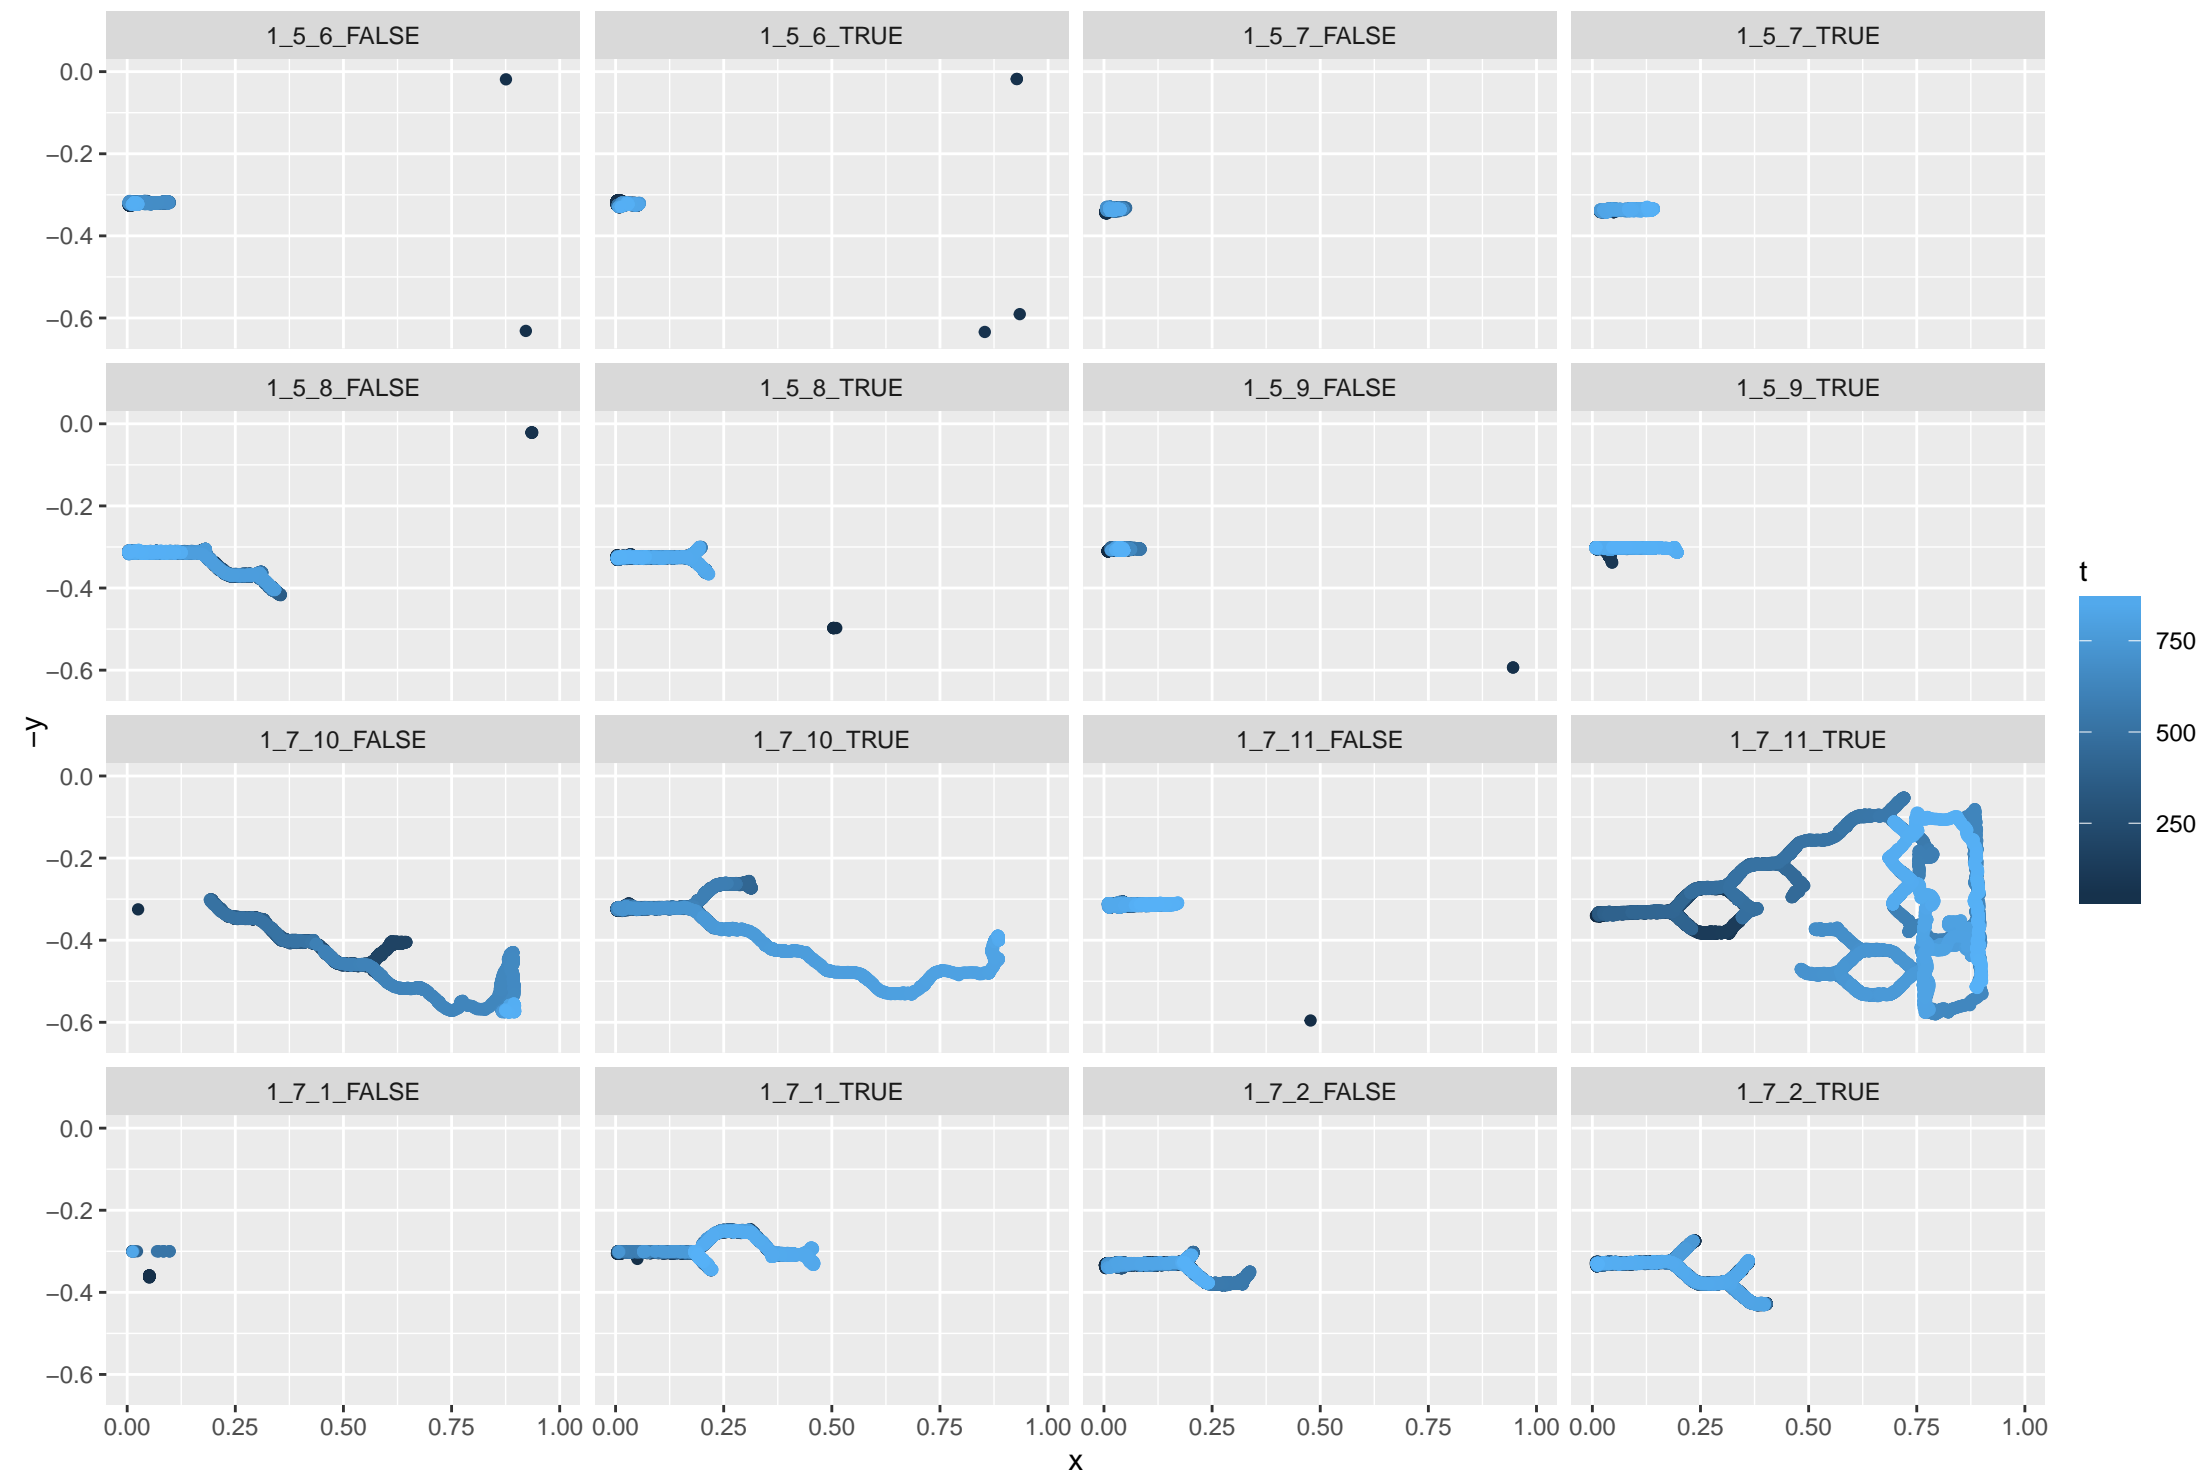 1_5_6_FALSE 1_5_6_TRUE 1_5_7_FALSE 1_5_7_TRUE
0.0
−0.2
−0.4
−0.6
1_5_8_FALSE 1_5_8_TRUE 1_5_9_FALSE 1_5_9_TRUE
0.0
−0.2
−0.4
−0.6
1_7_10_FALSE 1_7_10_TRUE 1_7_11_FALSE 1_7_11_TRUE
0.0
−0.2
−0.4
−0.6
1_7_1_FALSE 1_7_1_TRUE 1_7_2_FALSE 1_7_2_TRUE
0.0
−0.2
−0.4
−0.6
0.00 0.25 0.50 0.75 1.00 0.00 0.25 0.50 0.75 1.00 0.00 0.25 0.50 0.75 1.00 0.00 0.25 0.50 0.75 1.00
x
−y
t
750
500
250